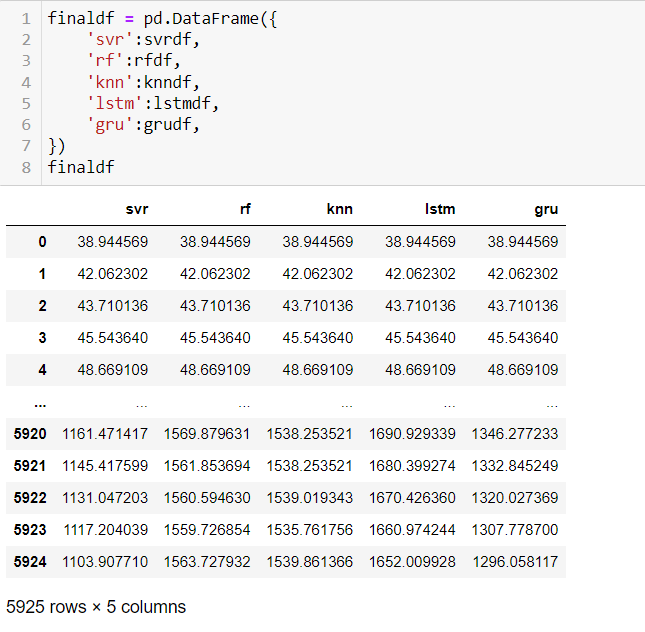 1 finaldf = pd.DataFrame({
2     'svr':svrdf,
3     'rf':rfdf,
4     'knn':knndf,
5     'lstm':lstmdf,
6     'gru':grudf,
7 })
8 finaldf
svr rf knn lstm gru
0 38.944569 38.944569 38.944569 38.944569 38.944569
1 42.062302 42.062302 42.062302 42.062302 42.062302
2 43.710136 43.710136 43.710136 43.710136 43.710136
3 45.543640 45.543640 45.543640 45.543640 45.543640
4 48.669109 48.669109 48.669109 48.669109 48.669109
... ... ... ... ... ...
5920 1161.471417 1569.879631 1538.253521 1690.929339 1346.277233
5921 1145.417599 1561.853694 1538.253521 1680.399274 1332.845249
5922 1131.047203 1560.594630 1539.019343 1670.426360 1320.027369
5923 1117.204039 1559.726854 1535.761756 1660.974244 1307.778700
5924 1103.907710 1563.727932 1539.861366 1652.009928 1296.058117
5925 rows × 5 columns